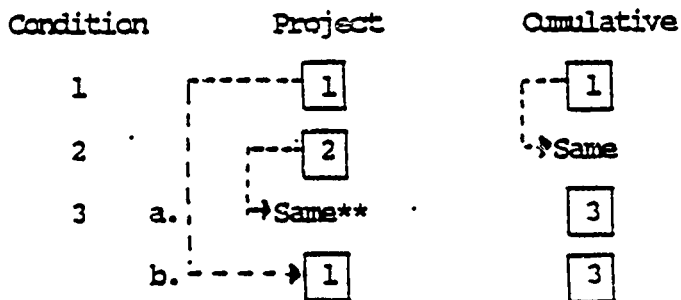 Condition Project Cumulative
1 1 1
2 2 Same
3 a. Same** 3
b. 1 3